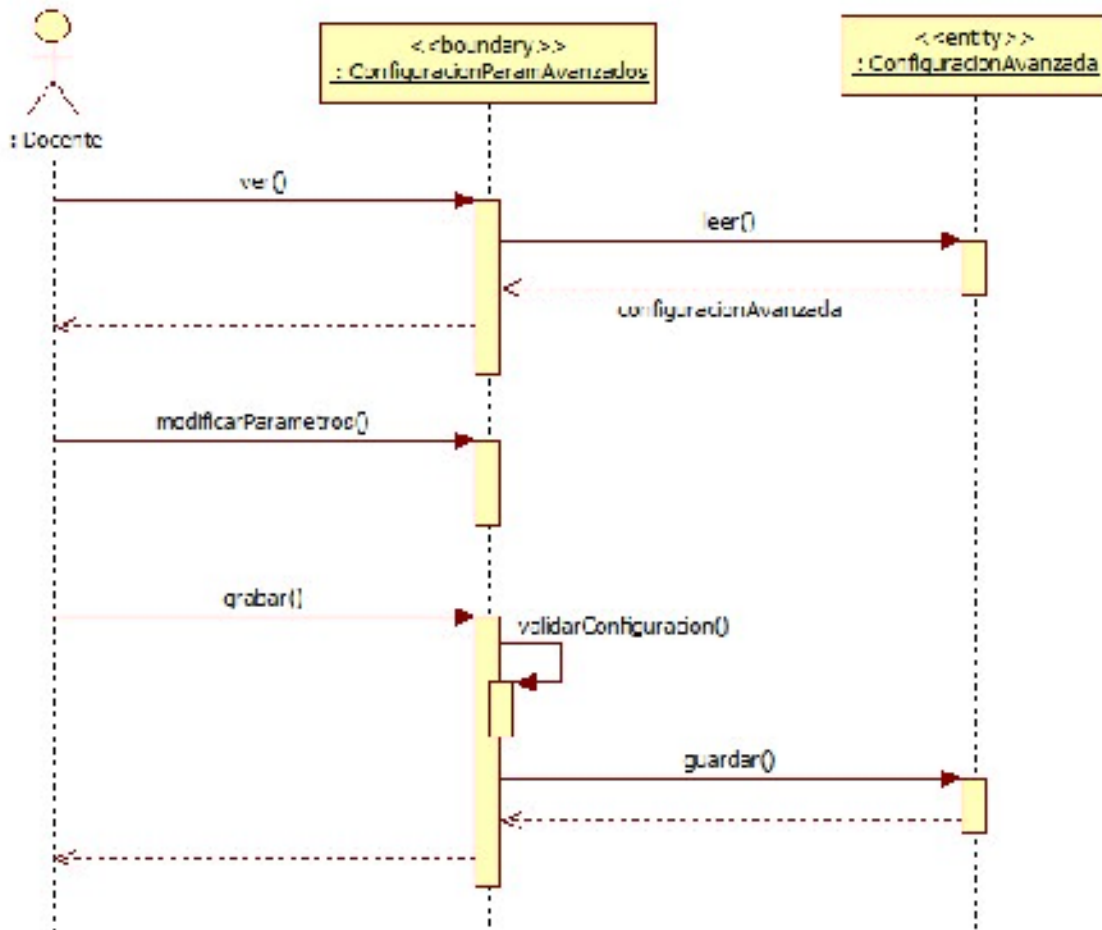 <<boundary>>
: ConfiguracionParamAvanzados
<<entity>>
: ConfiguracionAvanzada
: Docente
ver()
leer()
configuracionAvanzada
modificarParametros()
grabar()
validarConfiguracion()
guardar()